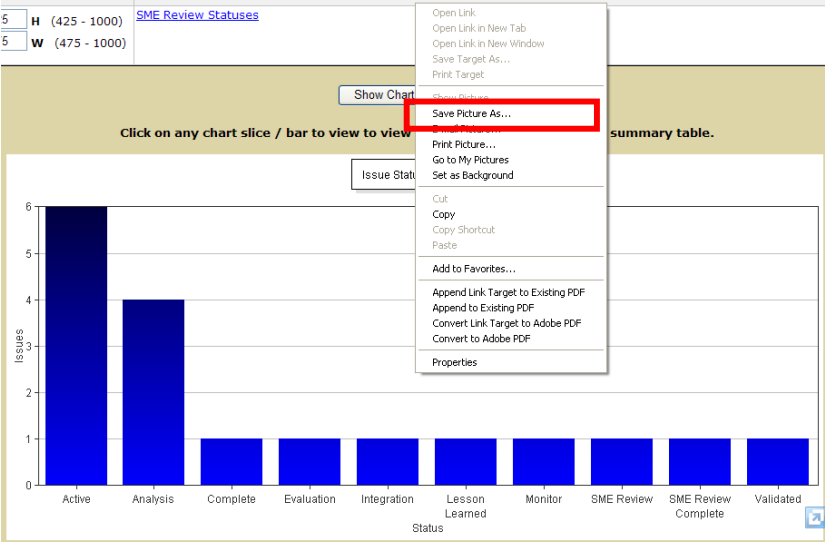 5 H (425 - 1000)
5 W (475 - 1000)
SME Review Statuses
Open Link
Open Link in New Tab
Open Link in New Window
Save Target As...
Print Target
Show Picture
Save Picture As...
E-mail Picture...
Print Picture...
Go to My Pictures
Set as Background
Cut
Copy
Copy Shortcut
Paste
Add to Favorites...
Append Link Target to Existing PDF
Append to Existing PDF
Convert Link Target to Adobe PDF
Convert to Adobe PDF
Properties
Show Chart
Click on any chart slice / bar to view to view summary table.
Issue Statu
6
5
4
3
2
1
0
Issues
Active Analysis Complete Evaluation Integration Lesson Monitor SME Review SME Review Validated
Learned Complete
Status